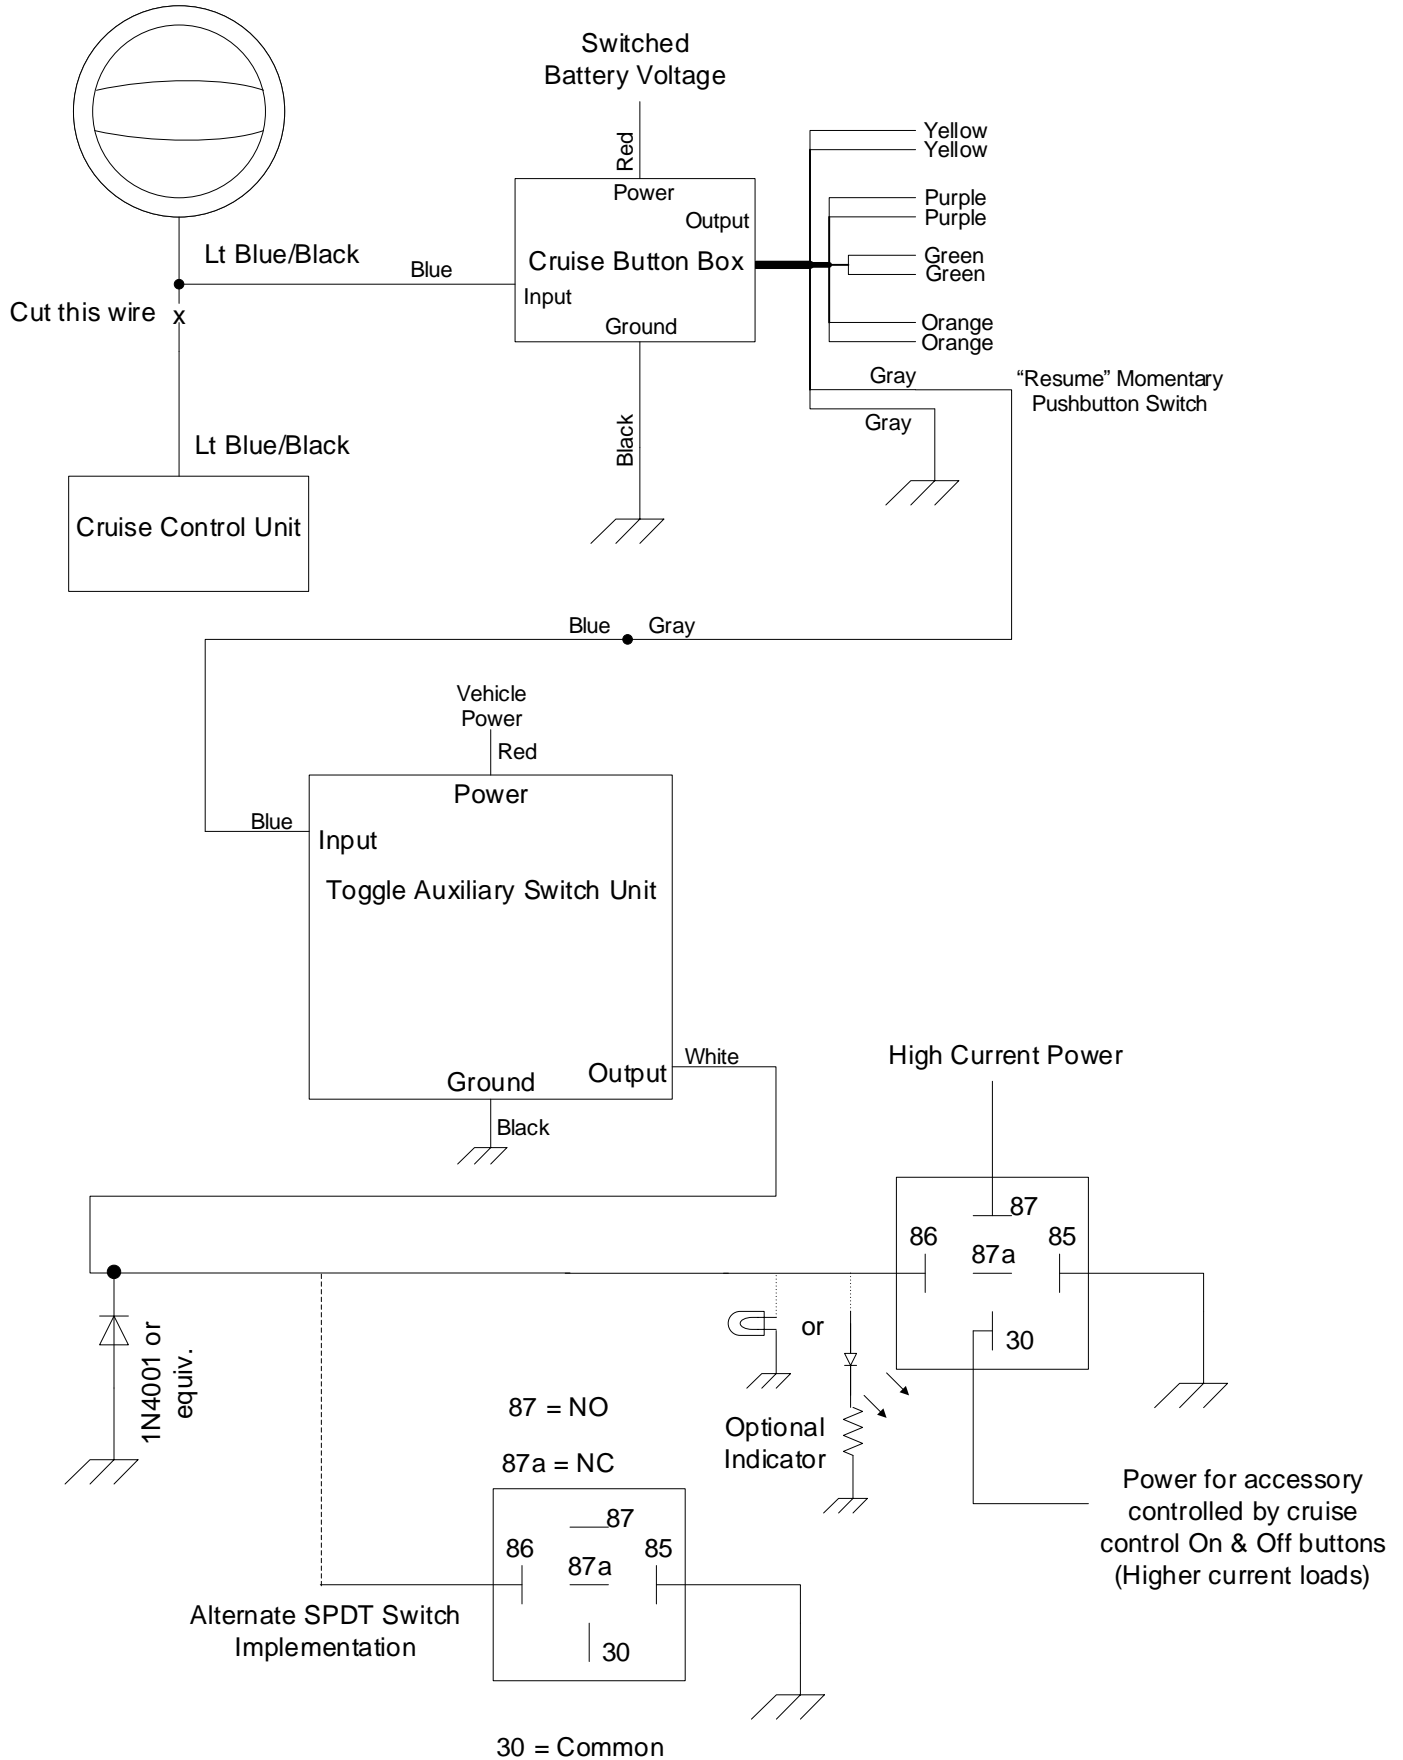 Switched
Battery Voltage
Red
Power
Output
Cruise Button Box
Input
Ground
Black
Yellow
Yellow
Purple
Purple
Green
Green
Orange
Orange
Gray
Gray
“Resume” Momentary
Pushbutton Switch
Lt Blue/Black
Blue
Cut this wire
x
Lt Blue/Black
Cruise Control Unit
Blue
Gray
Vehicle
Power
Red
Power
Blue
Input
Toggle Auxiliary Switch Unit
White
Output
Ground
Black
High Current Power
87
86
85
87a
30
1N4001 or
equiv.
or
Optional
Indicator
Power for accessory
controlled by cruise
control On & Off buttons
(Higher current loads)
87 = NO
87a = NC
87
86
85
87a
30
Alternate SPDT Switch
Implementation
30 = Common